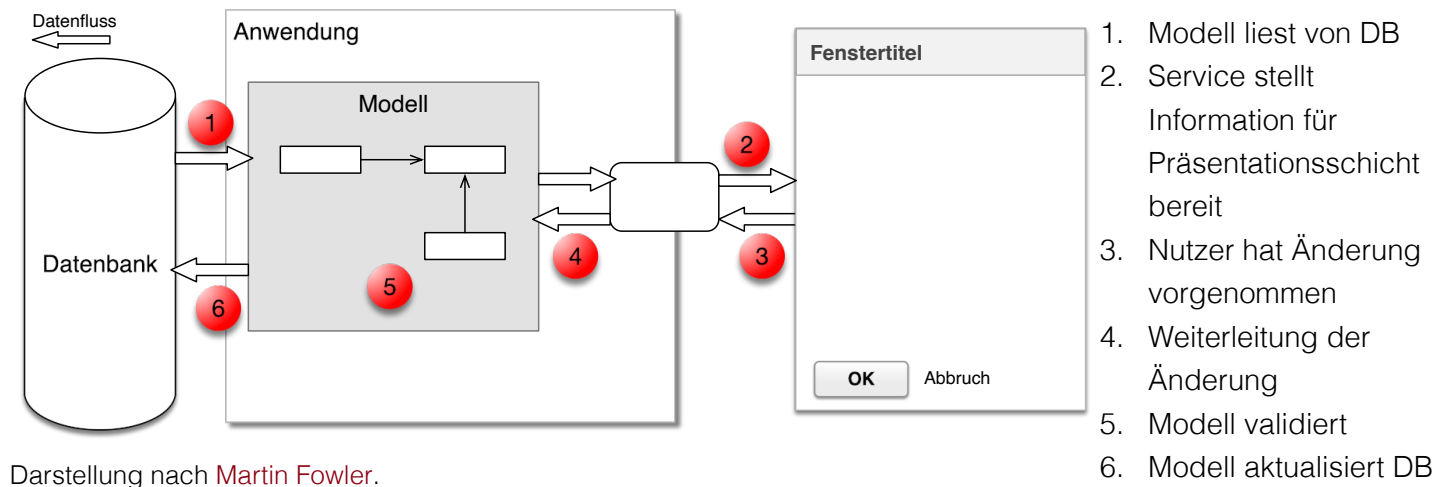 Datenfluss
Anwendung
Modell
Datenbank
1
2
3
4
5
6
Fenstertitel
OK
Abbruch
1. Modell liest von DB
2. Service stellt
Information für
Präsentationsschicht
bereit
3. Nutzer hat Änderung
vorgenommen
4. Weiterleitung der
Änderung
5. Modell validiert
6. Modell aktualisiert DB
Darstellung nach Martin Fowler.